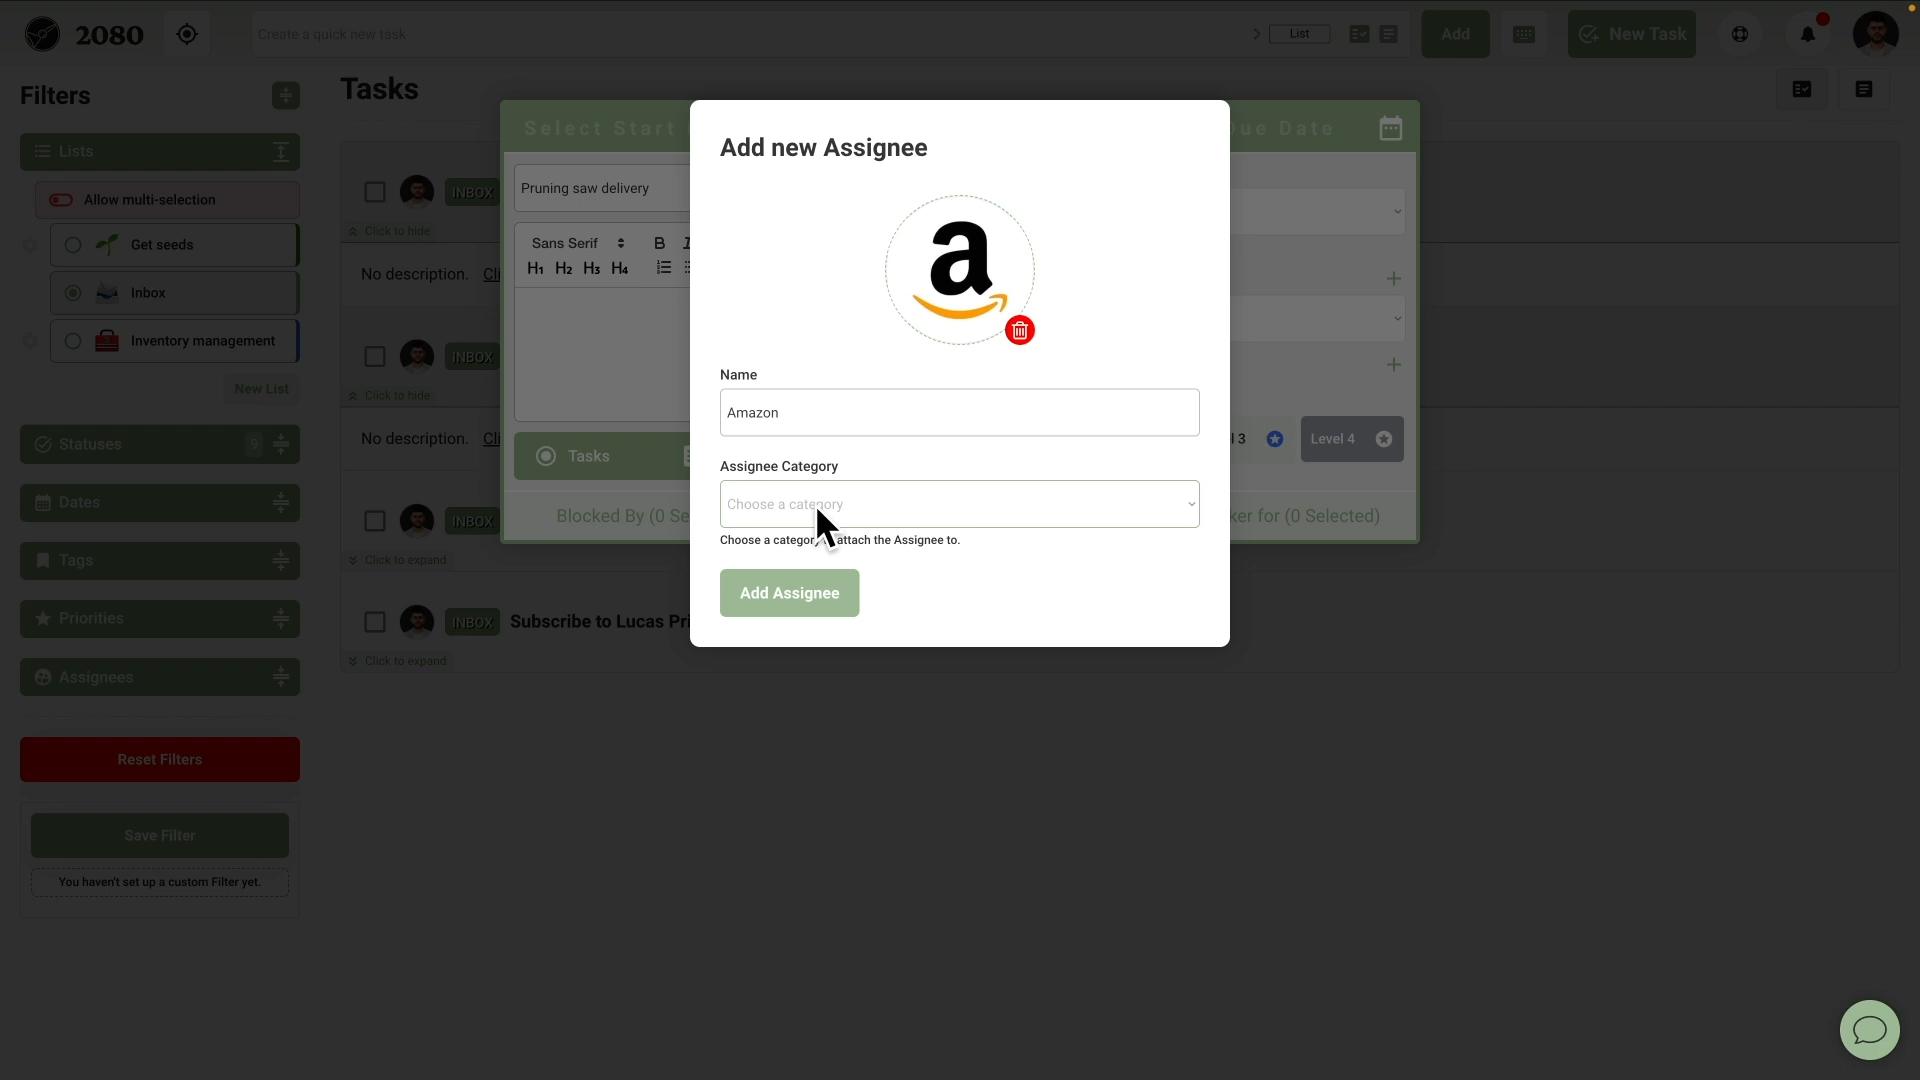 2080
Create a quick new task
List
Add
New Task
Filters
Tasks
Lists
Allow multi-selection
Get seeds
Inbox
Inventory management
New List
Statuses
9
Dates
Tags
Priorities
Assignees
Reset Filters
Save Filter
You haven't set up a custom Filter yet.
INBOX
Click to hide
No description.
INBOX
Click to hide
No description.
INBOX
Click to expand
INBOX
Subscribe to Lucas
Click to expand
Select Start
Due Date
Pruning saw delivery
Sans Serif
B
H1 H2 H3 H4
Tasks
3
Level 4
Blocked By (0
for (0 Selected)
Add new Assignee
a
Name
Amazon
Assignee Category
Choose a category
Choose a category attach the Assignee to.
Add Assignee